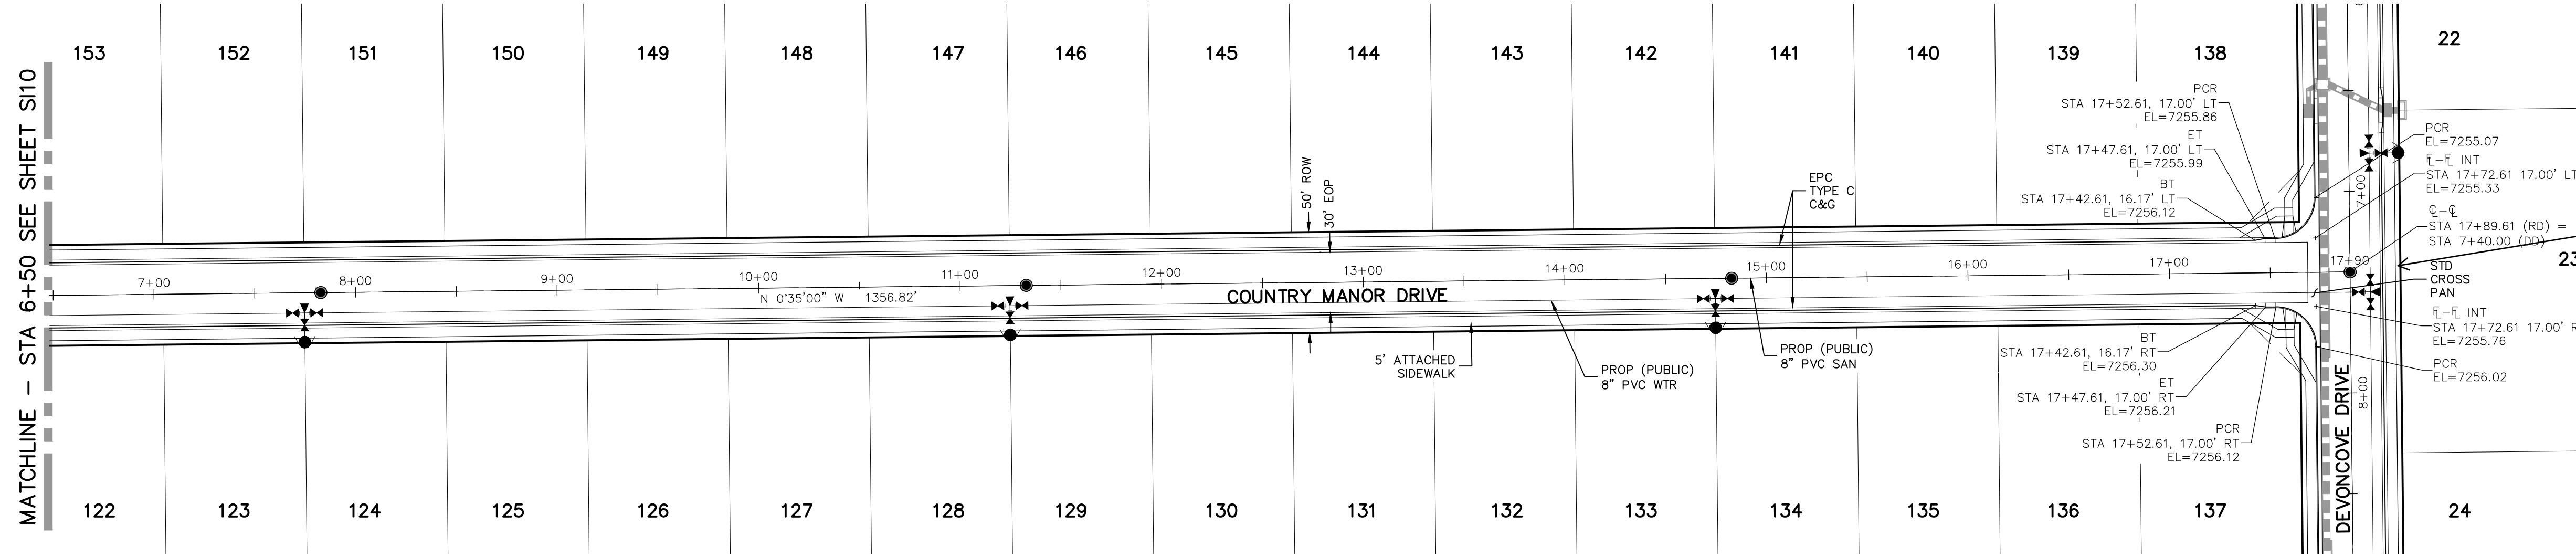 MATCHLINE - STA 6+50 SEE SHEET SI10
153
152
151
150
149
148
147
146
145
144
143
142
141
140
139
138
22
PCR
STA 17+52.61, 17.00' LT
EL=7255.86
ET
STA 17+47.61, 17.00' LT
EL=7255.99
BT
STA 17+42.61, 16.17' LT
EL=7256.12
50' ROW
30' EOP
EPC
TYPE C
C&G
PCR
EL=7255.07
FL-FL INT
STA 17+72.61 17.00' LT
EL=7255.33
CL-CL
STA 17+89.61 (RD) =
STA 7+40.00 (DD)
STD
CROSS
PAN
23
FL-FL INT
STA 17+72.61 17.00' R
EL=7255.76
PCR
EL=7256.02
7+00
8+00
9+00
10+00
11+00
12+00
13+00
14+00
15+00
16+00
17+00
17+90
7+00
8+00
N 0°35'00" W 1356.82'
COUNTRY MANOR DRIVE
5' ATTACHED
SIDEWALK
PROP (PUBLIC)
8" PVC WTR
PROP (PUBLIC)
8" PVC SAN
BT
STA 17+42.61, 16.17' RT
EL=7256.30
ET
STA 17+47.61, 17.00' RT
EL=7256.21
PCR
STA 17+52.61, 17.00' RT
EL=7256.12
DEVONCOVE DRIVE
122
123
124
125
126
127
128
129
130
131
132
133
134
135
136
137
24